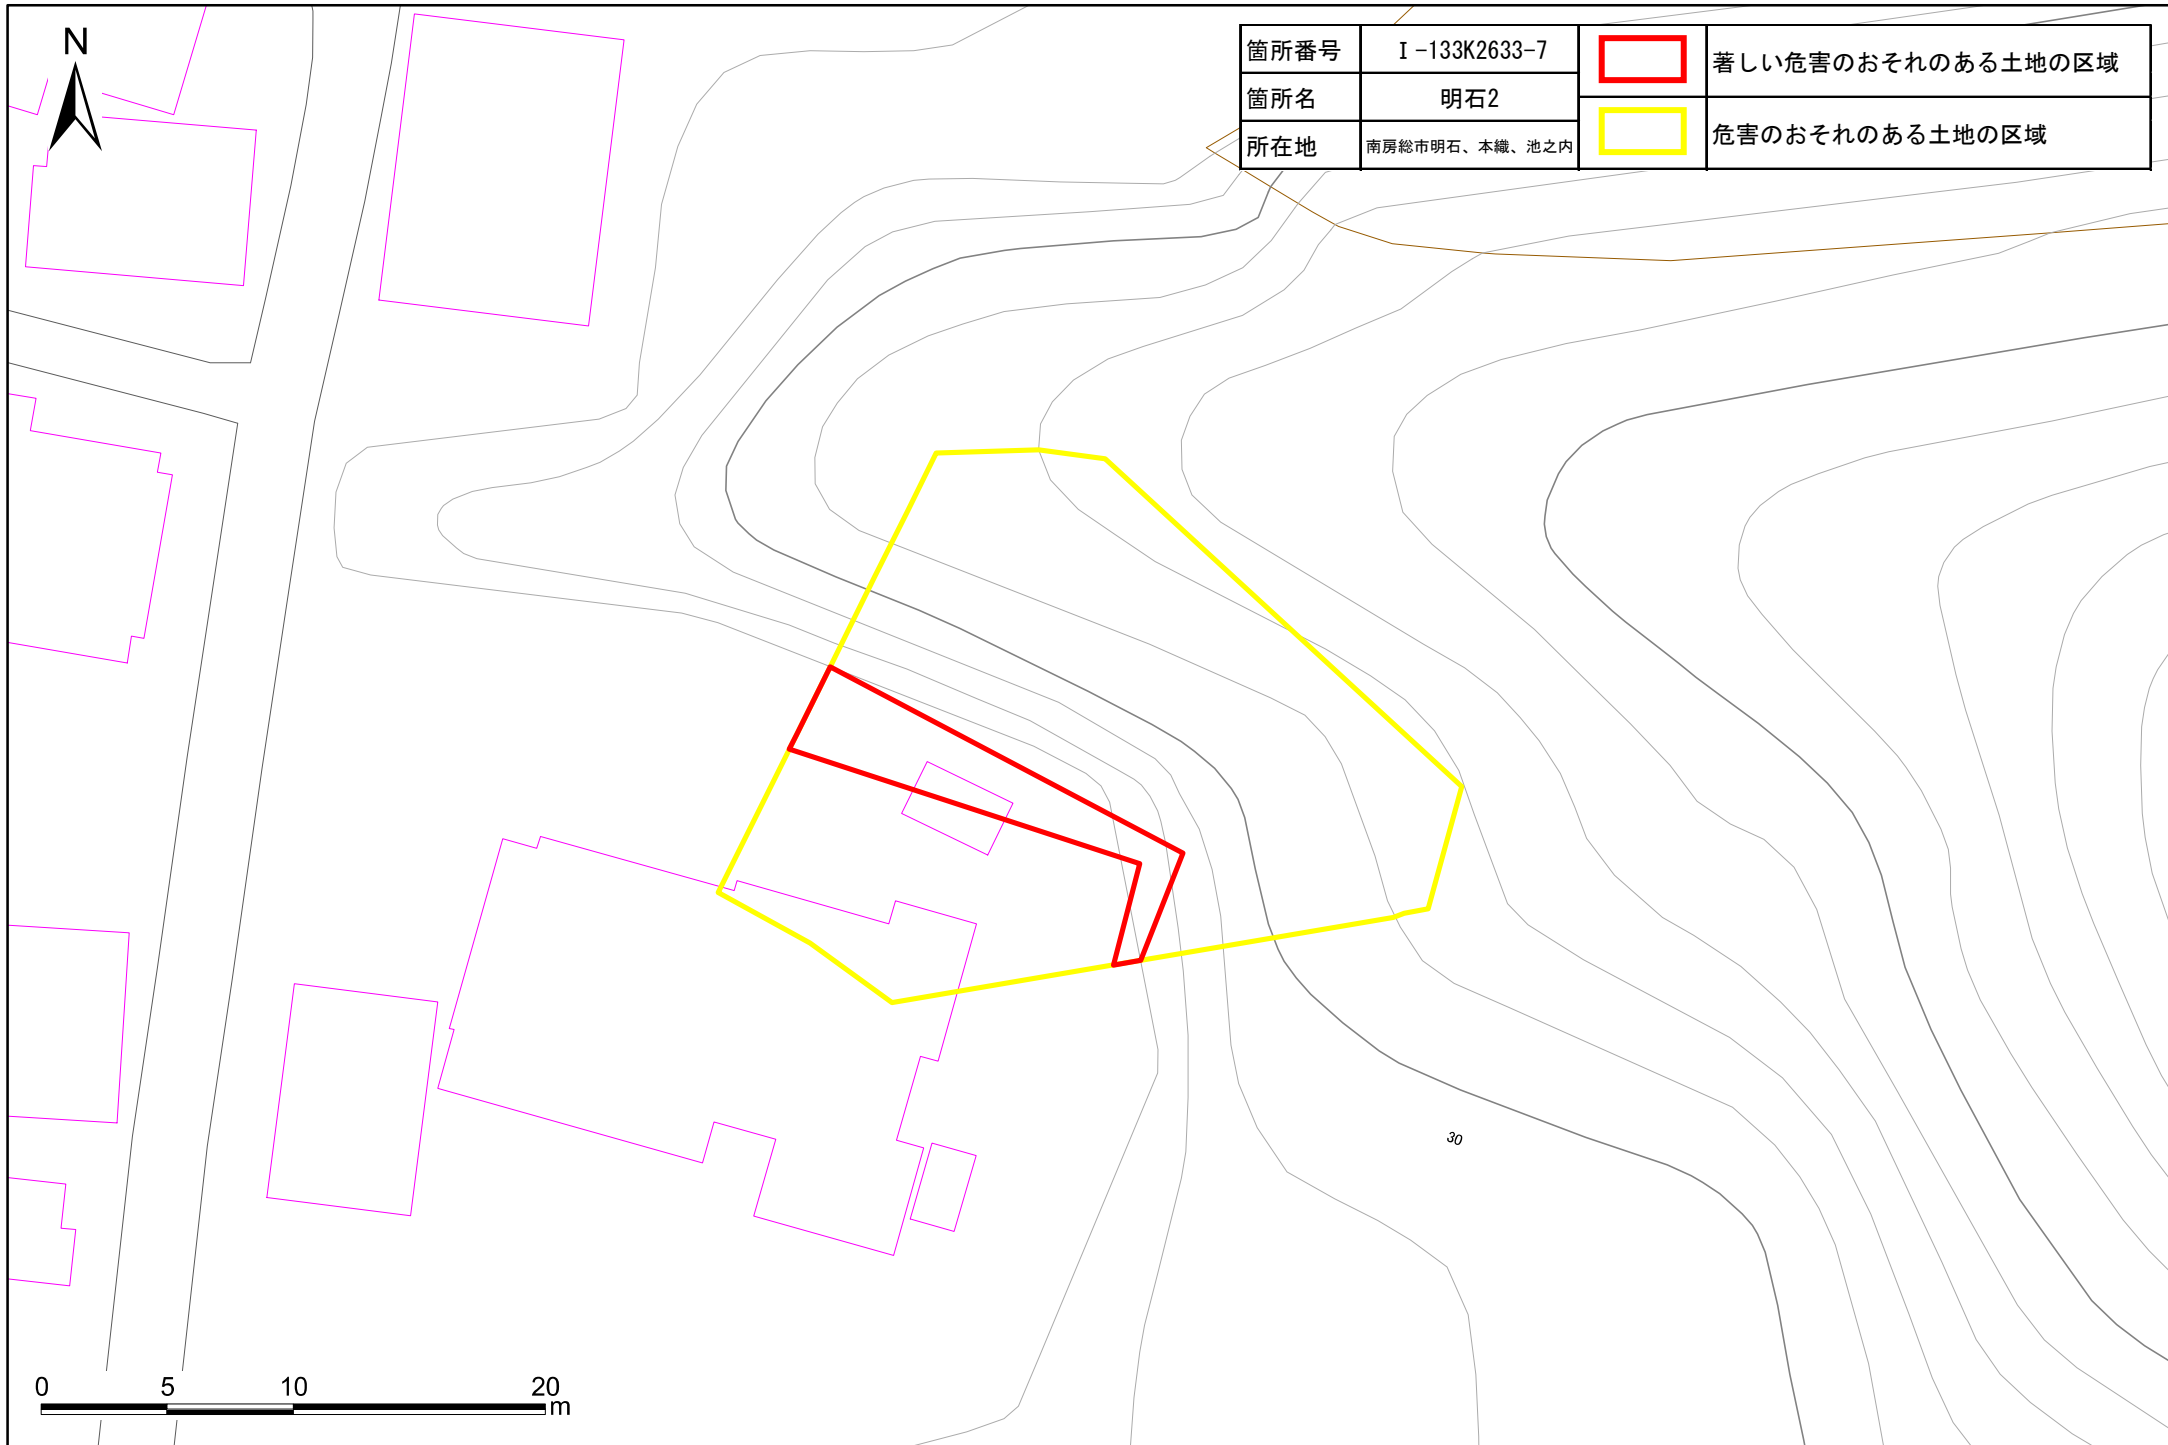 N
箇所番号 Ⅰ-133K2633-7
箇所名 明石2
所在地 南房総市明石、本織、池之内
著しい危害のおそれのある土地の区域
危害のおそれのある土地の区域
30
0 5 10 20
m